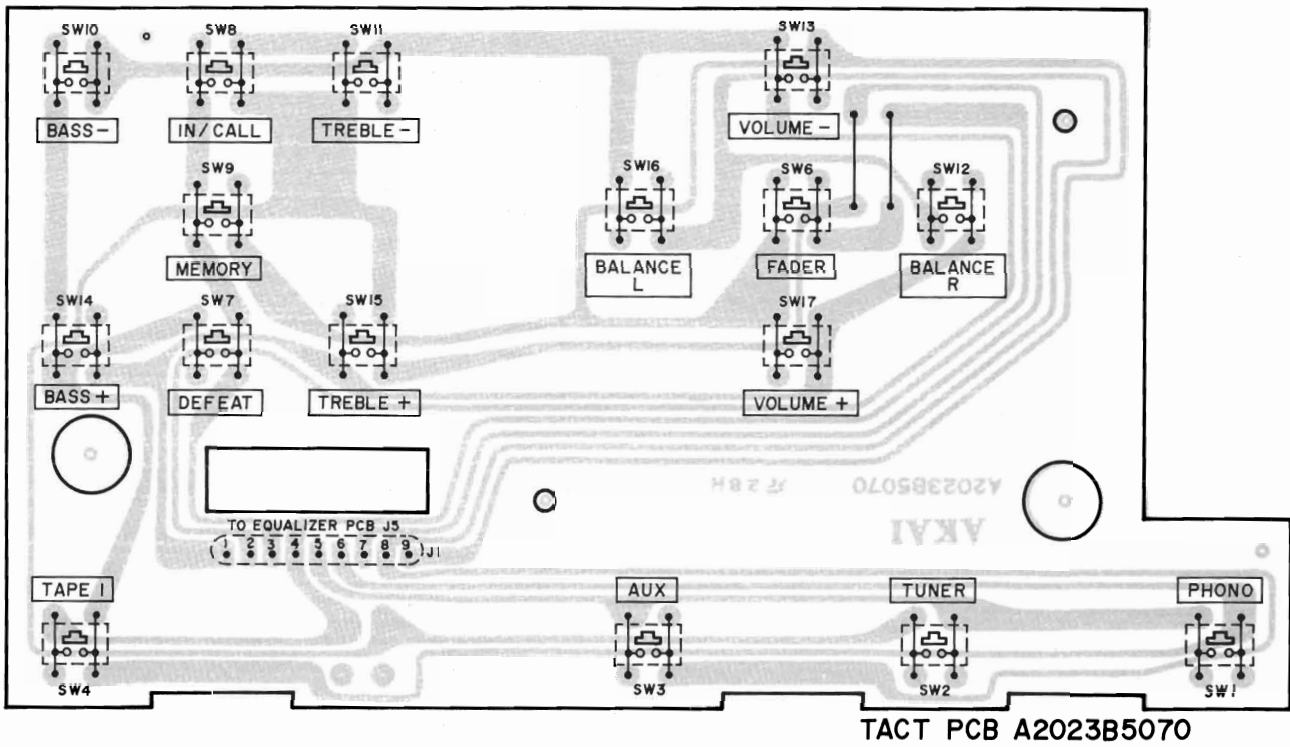 SW10
SW8
SW11
SW13
BASS −
IN/CALL
TREBLE −
VOLUME −
SW9
SW16
SW6
SW12
MEMORY
BALANCE
L
FADER
BALANCE
R
SW14
SW7
SW15
SW17
BASS +
DEFEAT
TREBLE +
VOLUME +
A2023B5070
AKAI
TO EQUALIZER PCB J5
1 2 3 4 5 6 7 8 9 J1
TAPE 1
AUX
TUNER
PHONO
SW4
SW3
SW2
SW1
TACT PCB A2023B5070